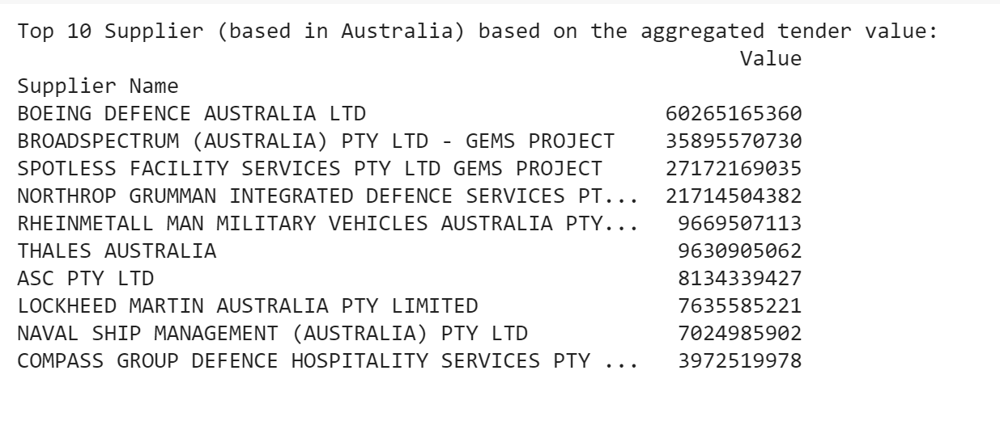 Top 10 Supplier (based in Australia) based on the aggregated tender value:
Value
Supplier Name
BOEING DEFENCE AUSTRALIA LTD 60265165360
BROADSPECTRUM (AUSTRALIA) PTY LTD - GEMS PROJECT 35895570730
SPOTLESS FACILITY SERVICES PTY LTD GEMS PROJECT 27172169035
NORTHROP GRUMMAN INTEGRATED DEFENCE SERVICES PT... 21714504382
RHEINMETALL MAN MILITARY VEHICLES AUSTRALIA PTY... 9669507113
THALES AUSTRALIA 9630905062
ASC PTY LTD 8134339427
LOCKHEED MARTIN AUSTRALIA PTY LIMITED 7635585221
NAVAL SHIP MANAGEMENT (AUSTRALIA) PTY LTD 7024985902
COMPASS GROUP DEFENCE HOSPITALITY SERVICES PTY ... 3972519978